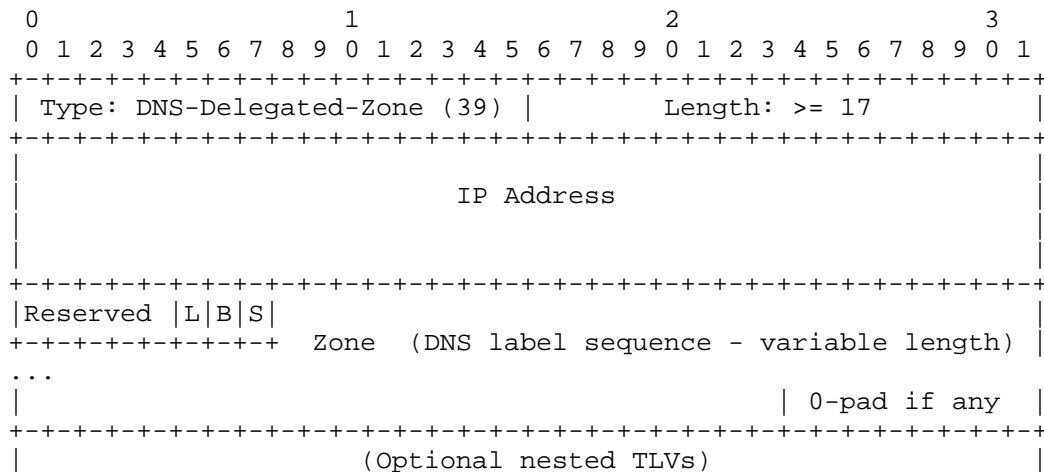 0                   1                   2                   3
 0 1 2 3 4 5 6 7 8 9 0 1 2 3 4 5 6 7 8 9 0 1 2 3 4 5 6 7 8 9 0 1
+-+-+-+-+-+-+-+-+-+-+-+-+-+-+-+-+-+-+-+-+-+-+-+-+-+-+-+-+-+-+-+-+
| Type: DNS-Delegated-Zone (39) |        Length: >= 17          |
+-+-+-+-+-+-+-+-+-+-+-+-+-+-+-+-+-+-+-+-+-+-+-+-+-+-+-+-+-+-+-+-+
|                                                               |
|                           IP Address                          |
|                                                               |
|                                                               |
+-+-+-+-+-+-+-+-+-+-+-+-+-+-+-+-+-+-+-+-+-+-+-+-+-+-+-+-+-+-+-+-+
|Reserved |L|B|S|                                               |
+-+-+-+-+-+-+-+-+  Zone  (DNS label sequence - variable length) |
...
|                                               | 0-pad if any  |
+-+-+-+-+-+-+-+-+-+-+-+-+-+-+-+-+-+-+-+-+-+-+-+-+-+-+-+-+-+-+-+-+
|                     (Optional nested TLVs)                    |